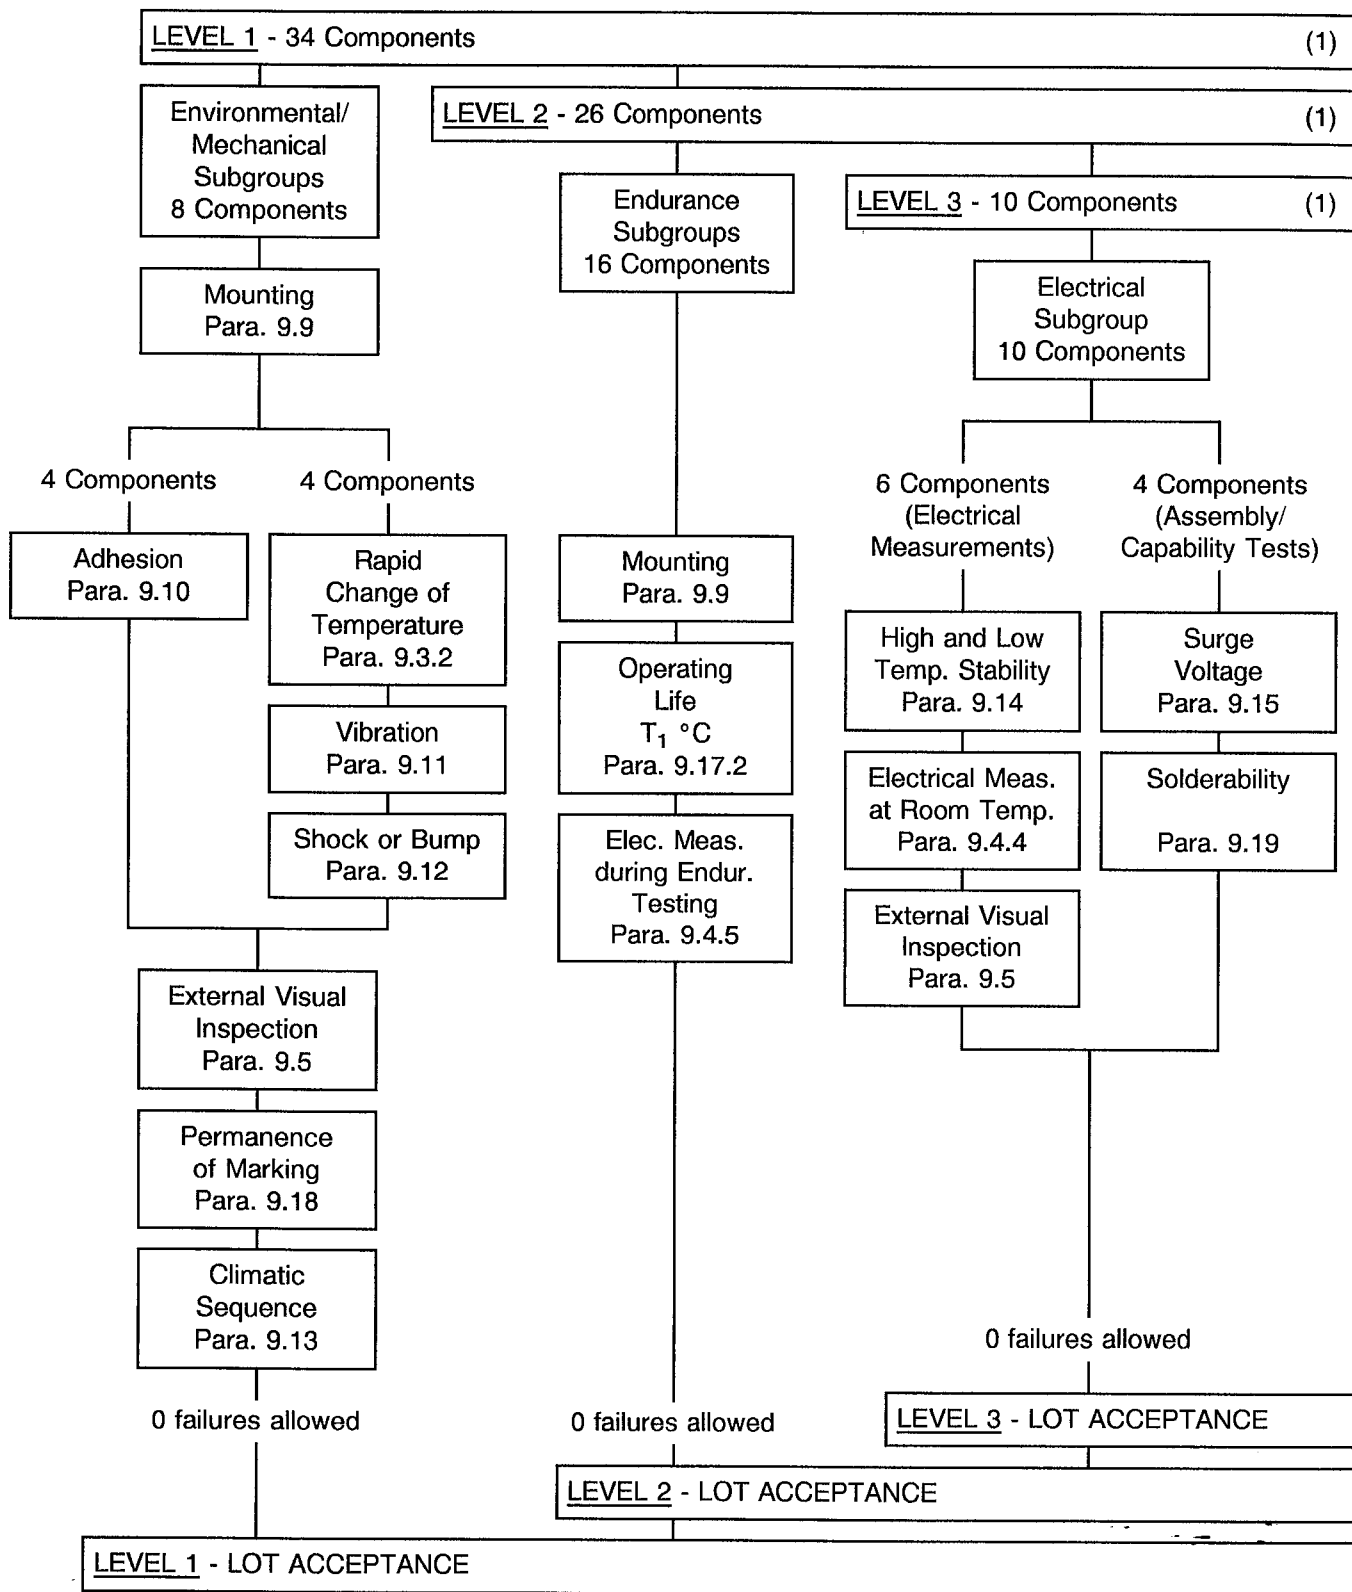 LEVEL 1 - 34 Components (1)
LEVEL 2 - 26 Components (1)
LEVEL 3 - 10 Components (1)
Environmental/
Mechanical
Subgroups
8 Components
Mounting
Para. 9.9
4 Components
Adhesion
Para. 9.10
4 Components
Rapid
Change of
Temperature
Para. 9.3.2
Vibration
Para. 9.11
Shock or Bump
Para. 9.12
External Visual
Inspection
Para. 9.5
Permanence
of Marking
Para. 9.18
Climatic
Sequence
Para. 9.13
0 failures allowed
Endurance
Subgroups
16 Components
Mounting
Para. 9.9
Operating
Life
T₁ °C
Para. 9.17.2
Elec. Meas.
during Endur.
Testing
Para. 9.4.5
0 failures allowed
Electrical
Subgroup
10 Components
6 Components
(Electrical
Measurements)
High and Low
Temp. Stability
Para. 9.14
Electrical Meas.
at Room Temp.
Para. 9.4.4
External Visual
Inspection
Para. 9.5
4 Components
(Assembly/
Capability Tests)
Surge
Voltage
Para. 9.15
Solderability
Para. 9.19
0 failures allowed
LEVEL 3 - LOT ACCEPTANCE
LEVEL 2 - LOT ACCEPTANCE
LEVEL 1 - LOT ACCEPTANCE